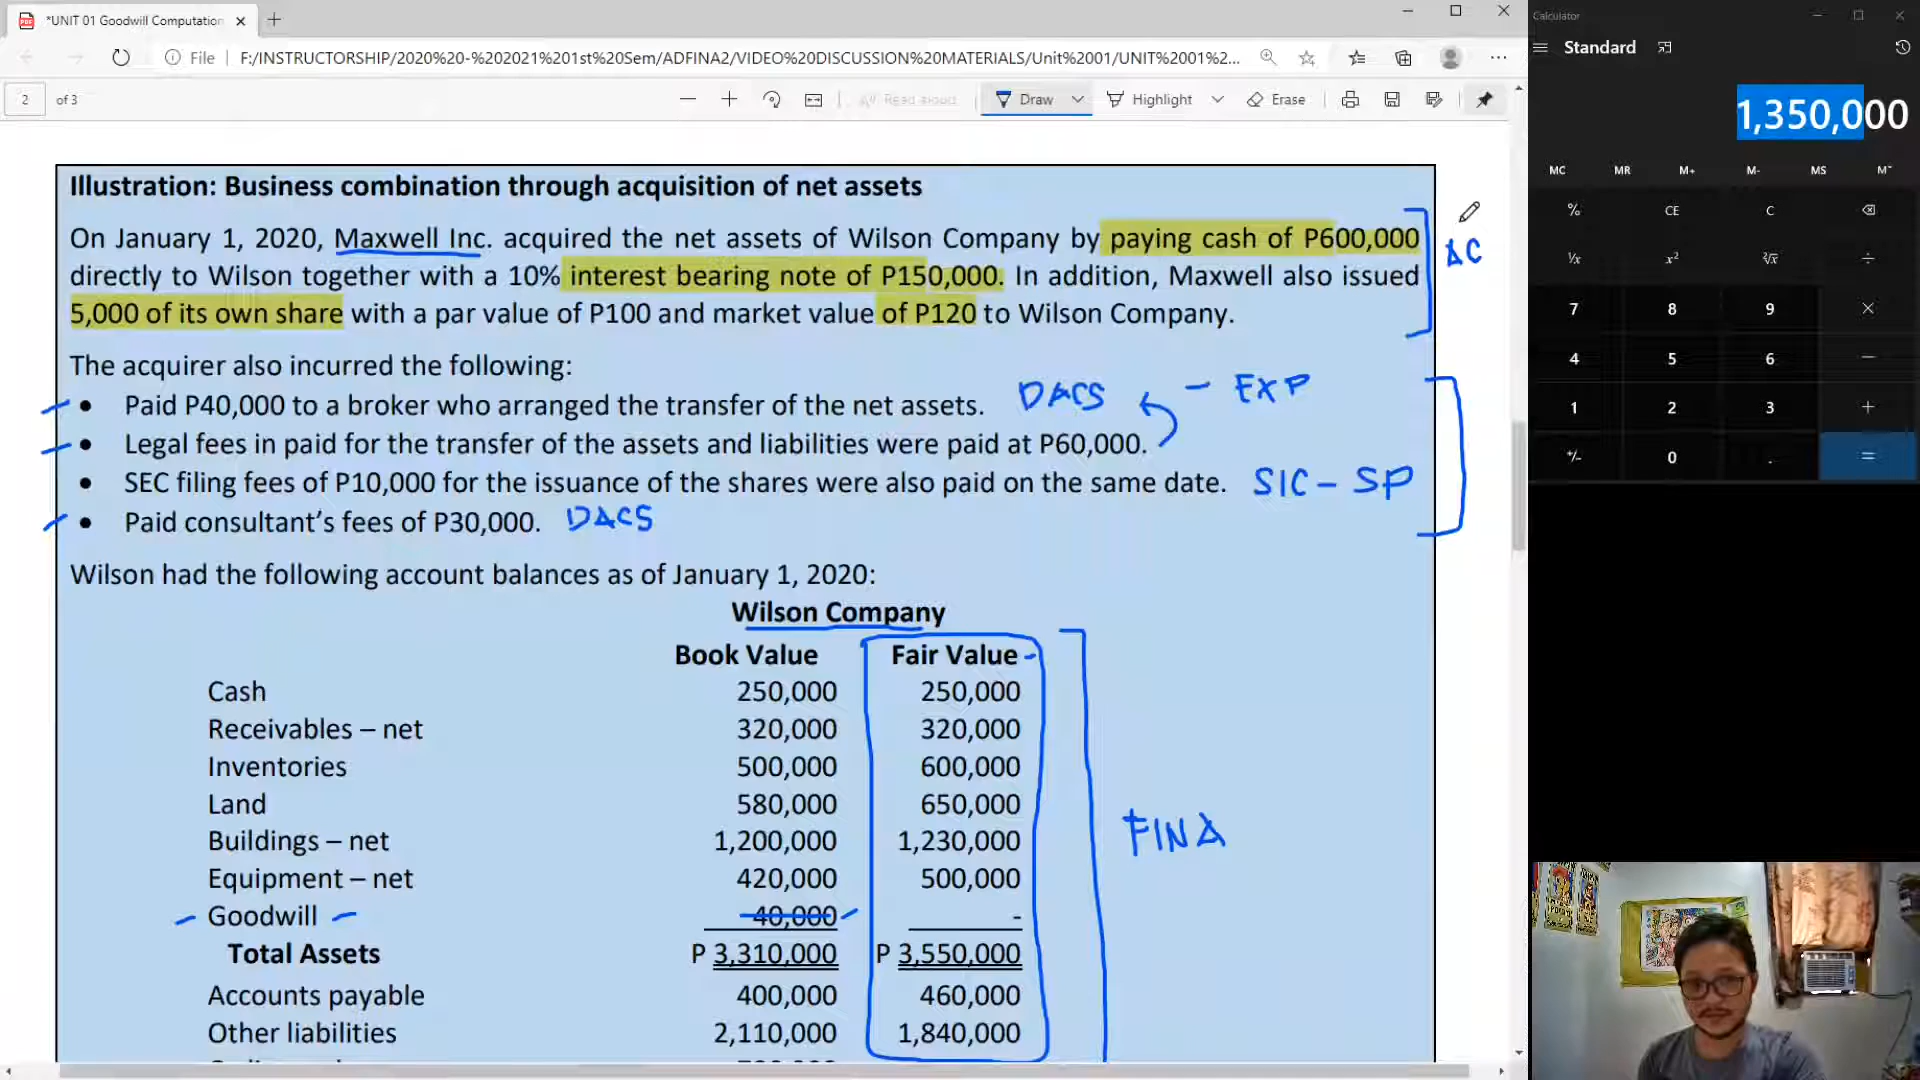 *UNIT 01 Goodwill Computation
File F:/INSTRUCTORSHIP/2020%20-%202021%201st%20Sem/ADFINA2/VIDEO%20DISCUSSION%20MATERIALS/Unit%2001/UNIT%2001%2...
2 of 3 Read aloud Draw Highlight Erase
Illustration: Business combination through acquisition of net assets
On January 1, 2020, Maxwell Inc. acquired the net assets of Wilson Company by paying cash of P600,000
directly to Wilson together with a 10% interest bearing note of P150,000. In addition, Maxwell also issued
5,000 of its own share with a par value of P100 and market value of P120 to Wilson Company.
AC
The acquirer also incurred the following:
• Paid P40,000 to a broker who arranged the transfer of the net assets. DACS - EXP
• Legal fees in paid for the transfer of the assets and liabilities were paid at P60,000.
• SEC filing fees of P10,000 for the issuance of the shares were also paid on the same date. SIC - SP
• Paid consultant's fees of P30,000. DACS
Wilson had the following account balances as of January 1, 2020:
Wilson Company
Book Value Fair Value
Cash 250,000 250,000
Receivables – net 320,000 320,000
Inventories 500,000 600,000
Land 580,000 650,000
Buildings – net 1,200,000 1,230,000
Equipment – net 420,000 500,000
Goodwill 40,000 -
Total Assets P 3,310,000 P 3,550,000
Accounts payable 400,000 460,000
Other liabilities 2,110,000 1,840,000
FINA
Calculator
Standard
1,350,000
MC MR M+ M- MS M˅
% CE C
¹/x x² ²√x ÷
7 8 9 ×
4 5 6 −
1 2 3 +
+/- 0 . =